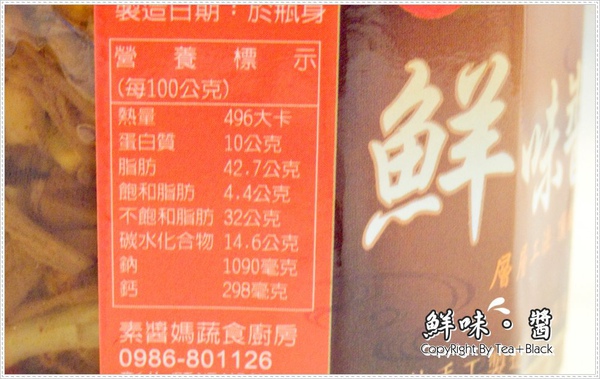 製造日期：於瓶身
營養標示
(每100公克)
熱量 496大卡
蛋白質 10公克
脂肪 42.7公克
飽和脂肪 4.4公克
不飽和脂肪 32公克
碳水化合物 14.6公克
鈉 1090毫克
鈣 298毫克
素醬媽蔬食廚房
0986-801126
鮮味醬
鮮味·醬
CopyRight By Tea+Black